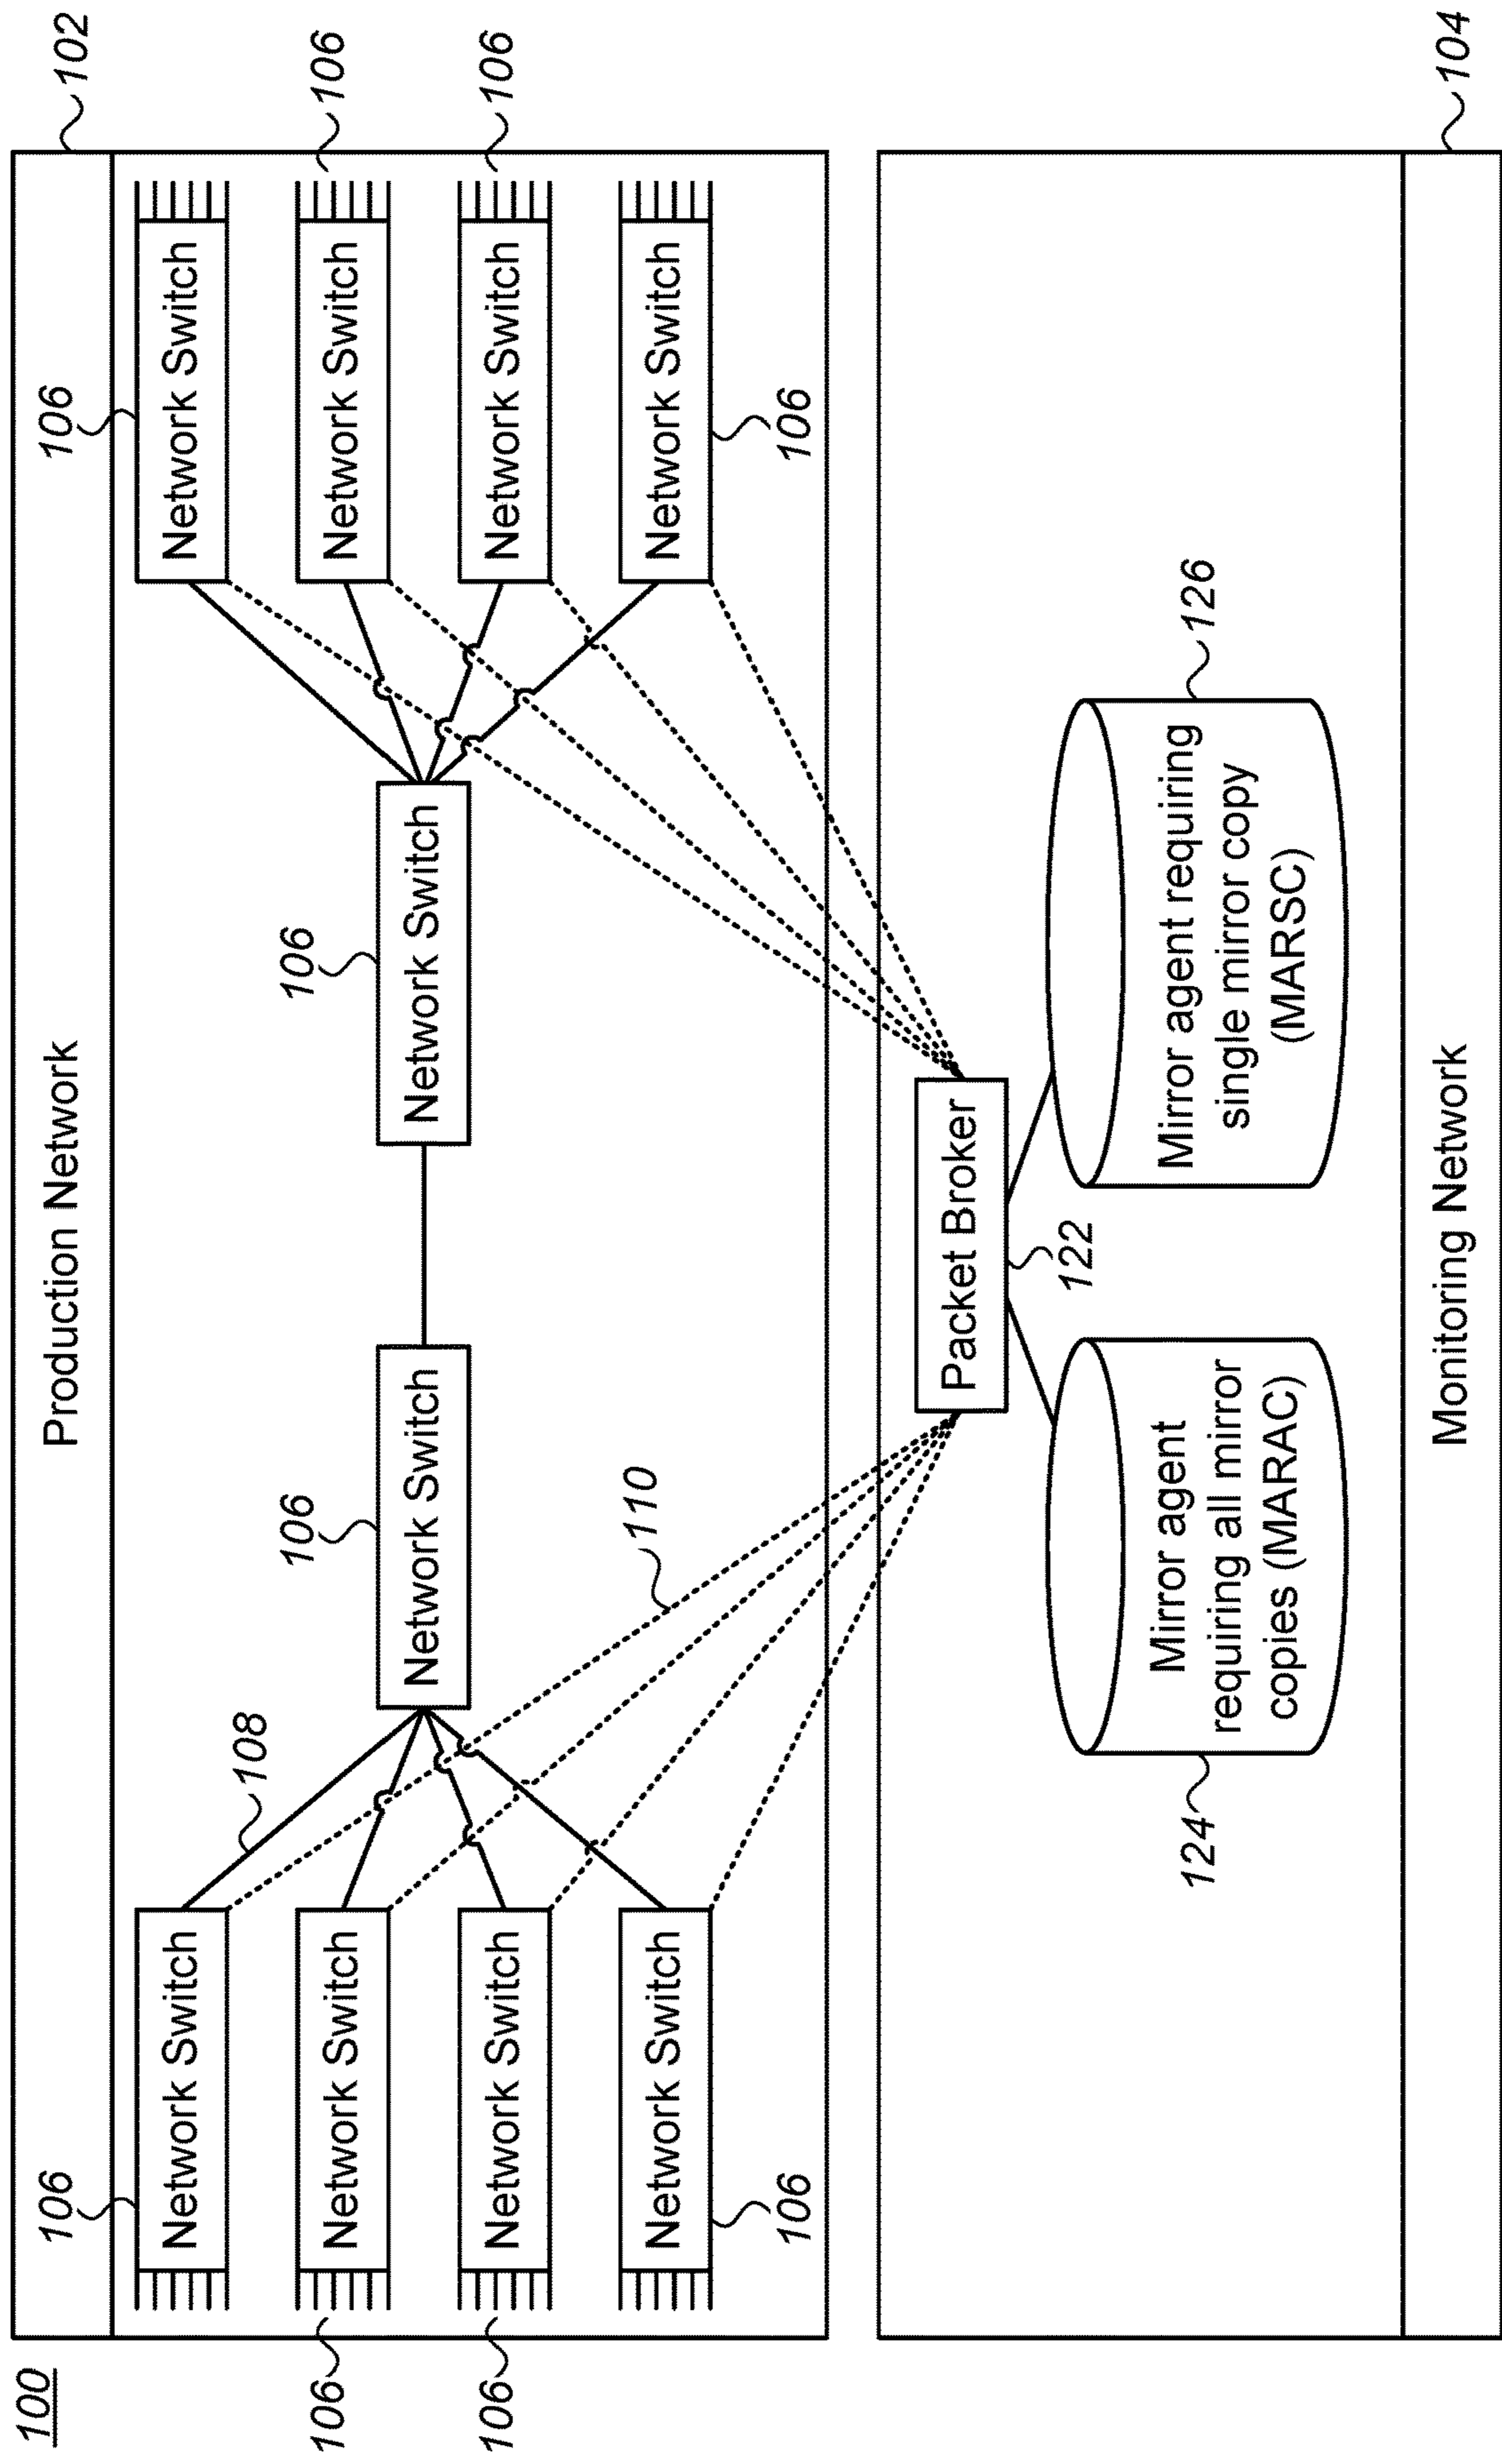 100
Production Network
102
106
106
Network Switch
Network Switch
106
106
Network Switch
Network Switch
106
106
Network Switch
Network Switch
106
106
Network Switch
Network Switch
106
106
108
106
106
Network Switch
Network Switch
110
Packet Broker
122
124
Mirror agent
requiring all mirror
copies (MARAC)
Mirror agent requiring
single mirror copy
(MARSC)
126
Monitoring Network
104